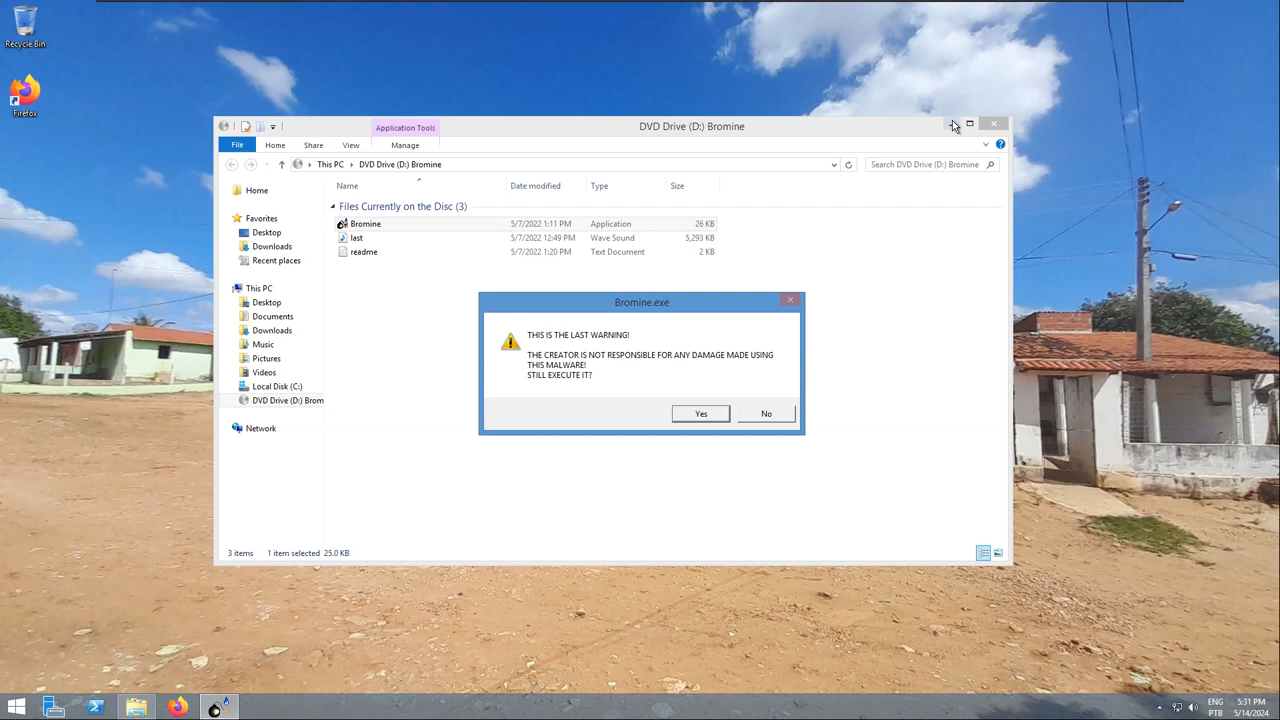 Recycle Bin
Firefox
Application Tools
DVD Drive (D:) Bromine
File
Home
Share
View
Manage
This PC
DVD Drive (D:) Bromine
Search DVD Drive (D:) Bromine
Name
Date modified
Type
Size
Home
Favorites
Desktop
Downloads
Recent places
This PC
Desktop
Documents
Downloads
Music
Pictures
Videos
Local Disk (C:)
DVD Drive (D:) Brom
Network
Files Currently on the Disc (3)
Bromine 5/7/2022 1:11 PM Application 26 KB
last 5/7/2022 12:49 PM Wave Sound 5,293 KB
readme 5/7/2022 1:20 PM Text Document 2 KB
Bromine.exe
THIS IS THE LAST WARNING!
THE CREATOR IS NOT RESPONSIBLE FOR ANY DAMAGE MADE USING
THIS MALWARE!
STILL EXECUTE IT?
Yes
No
3 items 1 item selected 25.0 KB
ENG
PTB
5:31 PM
5/14/2024